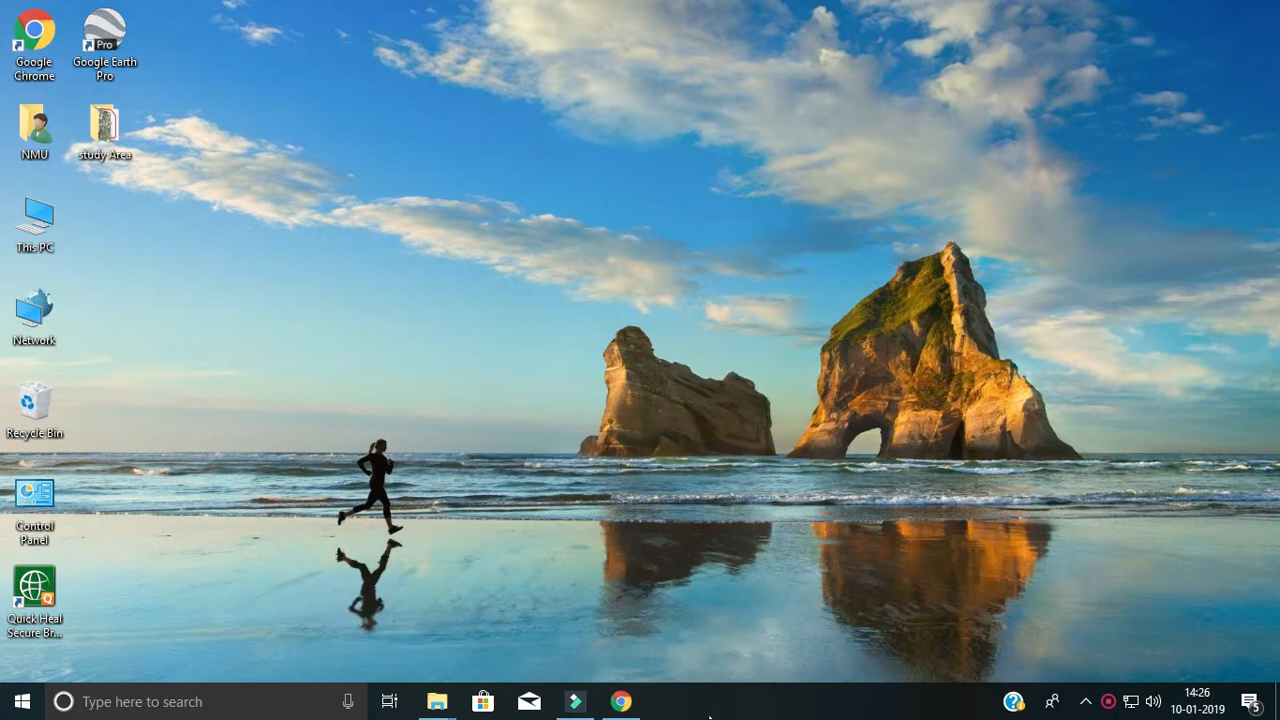 Google
Chrome
Pro
Google Earth
Pro
NMU
study Area
This PC
Network
Recycle Bin
Control
Panel
Q
Quick Heal
Secure Br...
Type here to search
14:26
10-01-2019
5